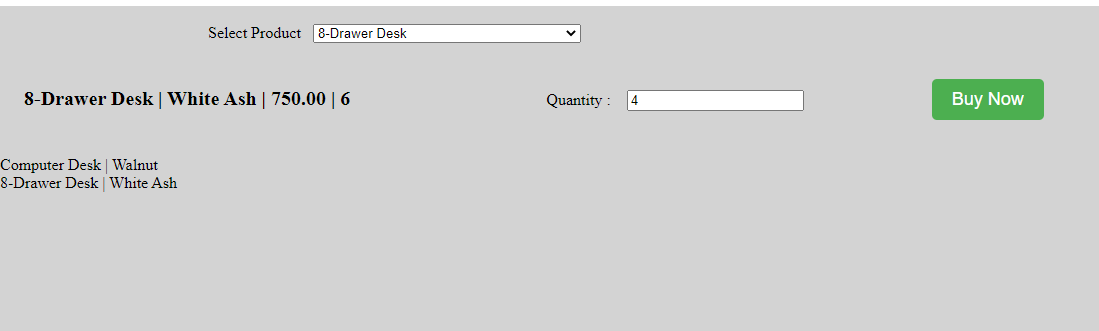 Select Product 8-Drawer Desk
8-Drawer Desk | White Ash | 750.00 | 6 Quantity : 4 Buy Now
Computer Desk | Walnut
8-Drawer Desk | White Ash